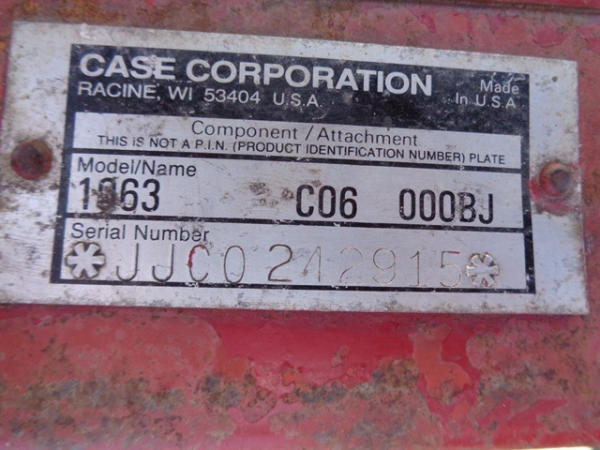 CASE CORPORATION
RACINE, WI 53404 U.S.A.
Made
In U.S.A.
Component/Attachment
THIS IS NOT A P.I.N. (PRODUCT IDENTIFICATION NUMBER) PLATE
Model/Name
1063 C06 000BJ
Serial Number
*JJC0242915*